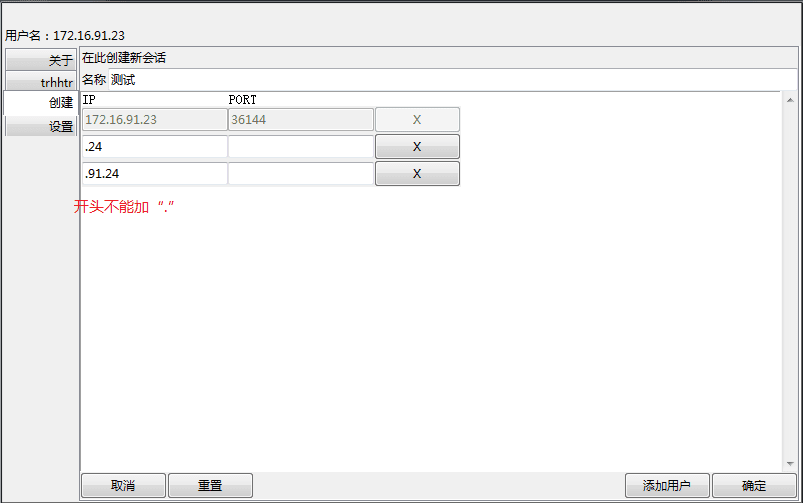 用户名：172.16.91.23
关于
在此创建新会话
trhhtr
名称 测试
创建
IP PORT
172.16.91.23 36144 X
设置
.24 X
.91.24 X
开头不能加“.”
取消 重置 添加用户 确定